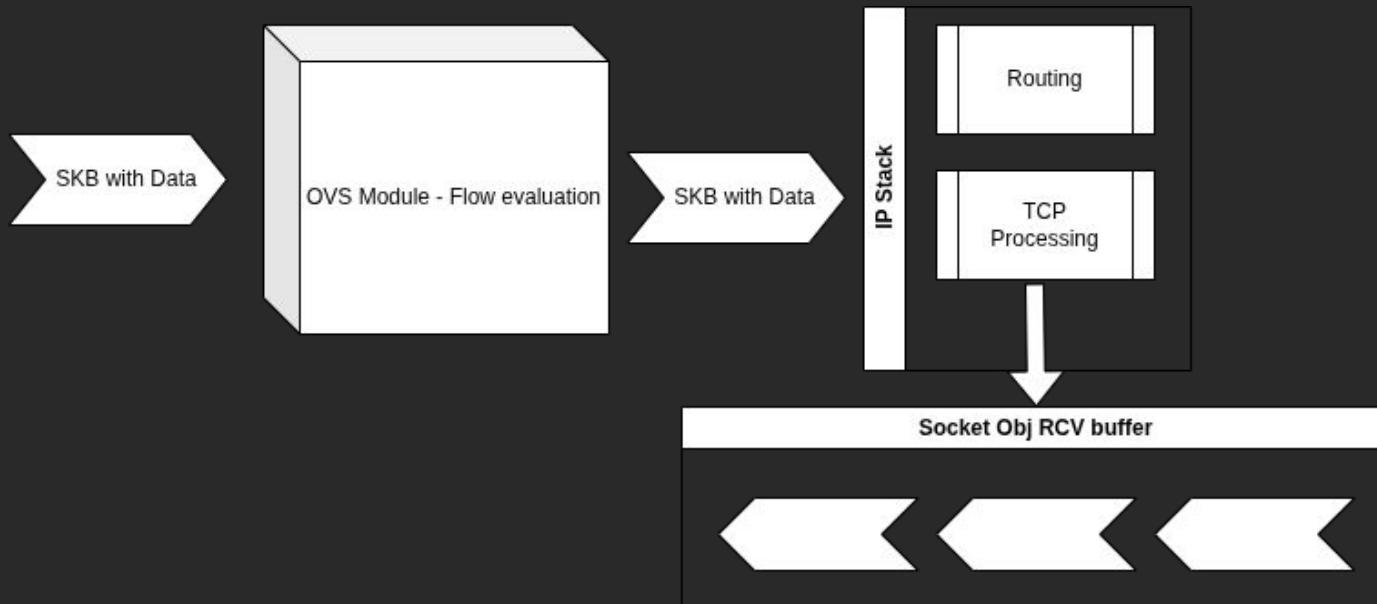 SKB with Data
OVS Module - Flow evaluation
SKB with Data
IP Stack
Routing
TCP
Processing
Socket Obj RCV buffer